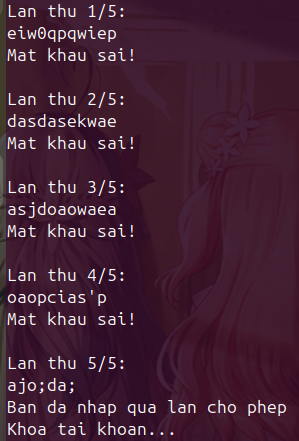 Lan thu 1/5:
eiw0qpqwiep
Mat khau sai!
Lan thu 2/5:
dasdasekwae
Mat khau sai!
Lan thu 3/5:
asjdoaowaea
Mat khau sai!
Lan thu 4/5:
oaopcias'p
Mat khau sai!
Lan thu 5/5:
ajo;da;
Ban da nhap qua lan cho phep
Khoa tai khoan...